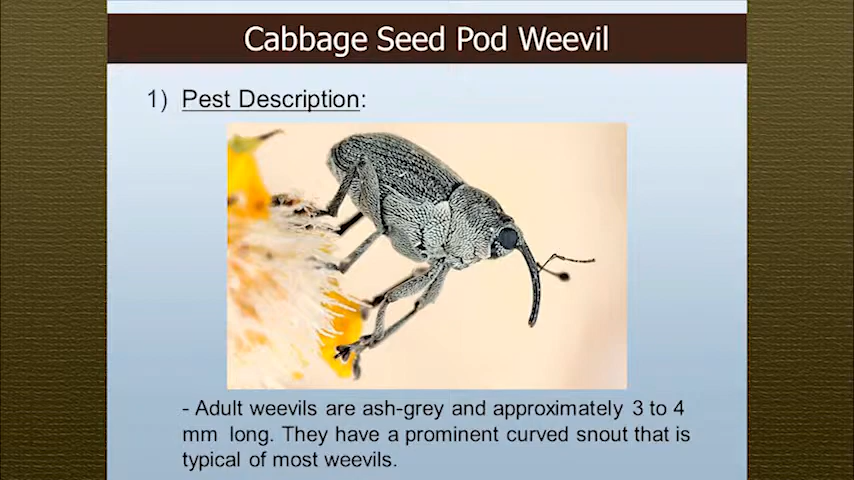 Cabbage Seed Pod Weevil
1) Pest Description:
- Adult weevils are ash-grey and approximately 3 to 4
mm long. They have a prominent curved snout that is
typical of most weevils.